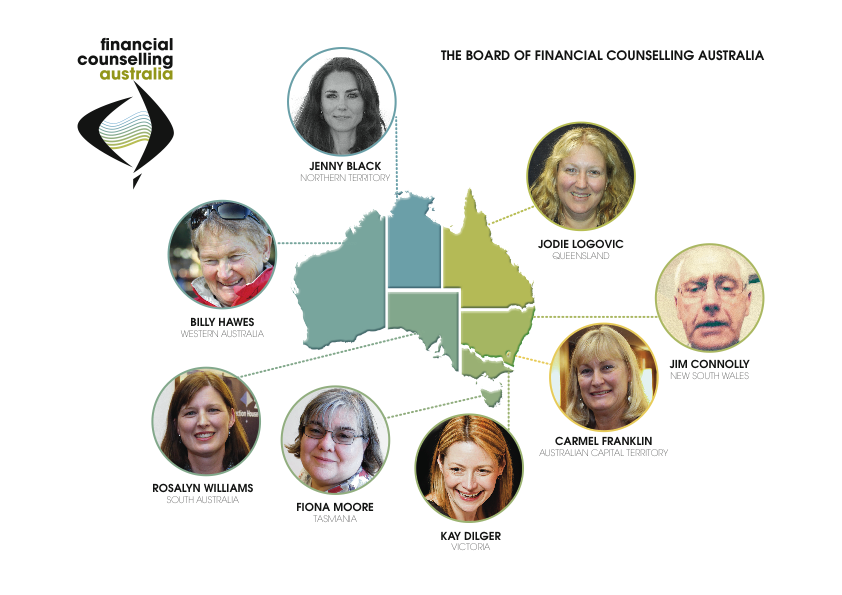 financial
counselling
australia
THE BOARD OF FINANCIAL COUNSELLING AUSTRALIA
JENNY BLACK
NORTHERN TERRITORY
JODIE LOGOVIC
QUEENSLAND
BILLY HAWES
WESTERN AUSTRALIA
JIM CONNOLLY
NEW SOUTH WALES
CARMEL FRANKLIN
AUSTRALIAN CAPITAL TERRITORY
ROSALYN WILLIAMS
SOUTH AUSTRALIA
FIONA MOORE
TASMANIA
KAY DILGER
VICTORIA